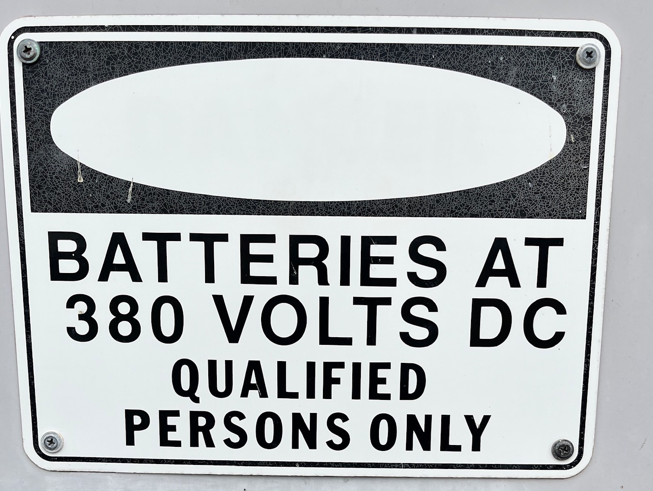 BATTERIES AT
380 VOLTS DC
QUALIFIED
PERSONS ONLY